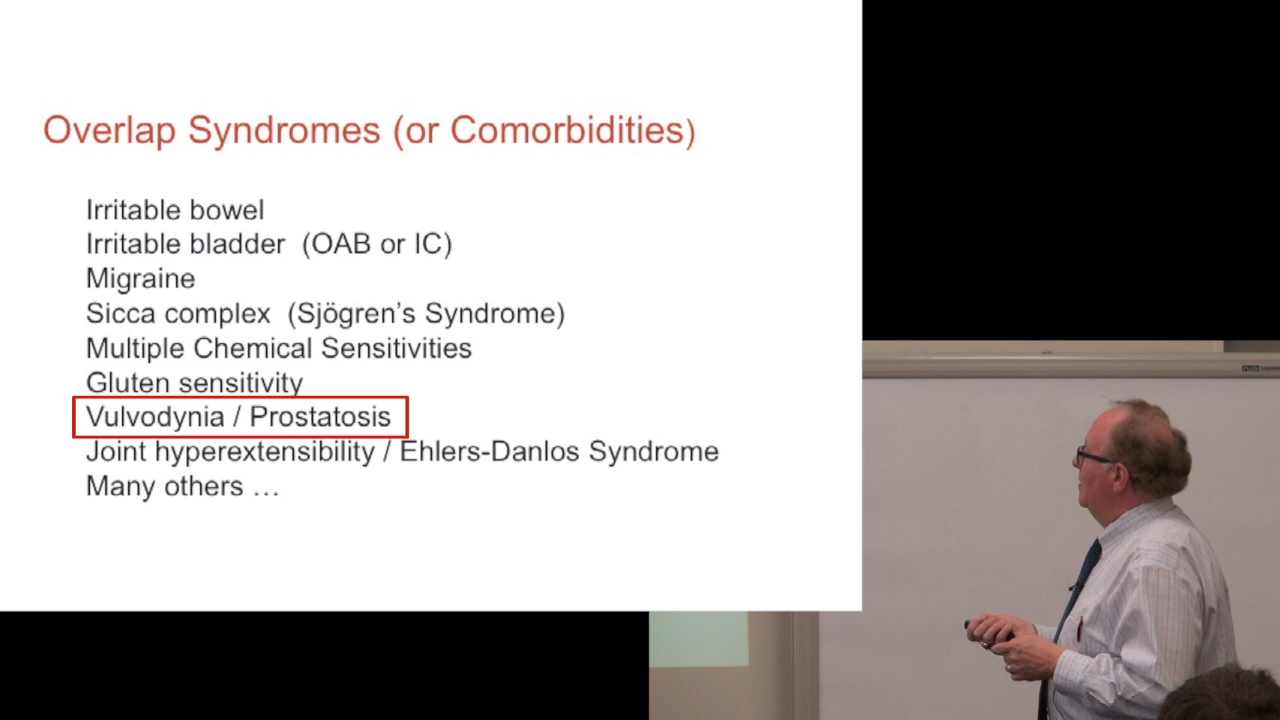 Overlap Syndromes (or Comorbidities)
Irritable bowel
Irritable bladder (OAB or IC)
Migraine
Sicca complex (Sjögren’s Syndrome)
Multiple Chemical Sensitivities
Gluten sensitivity
Vulvodynia / Prostatosis
Joint hyperextensibility / Ehlers-Danlos Syndrome
Many others …
PLUS